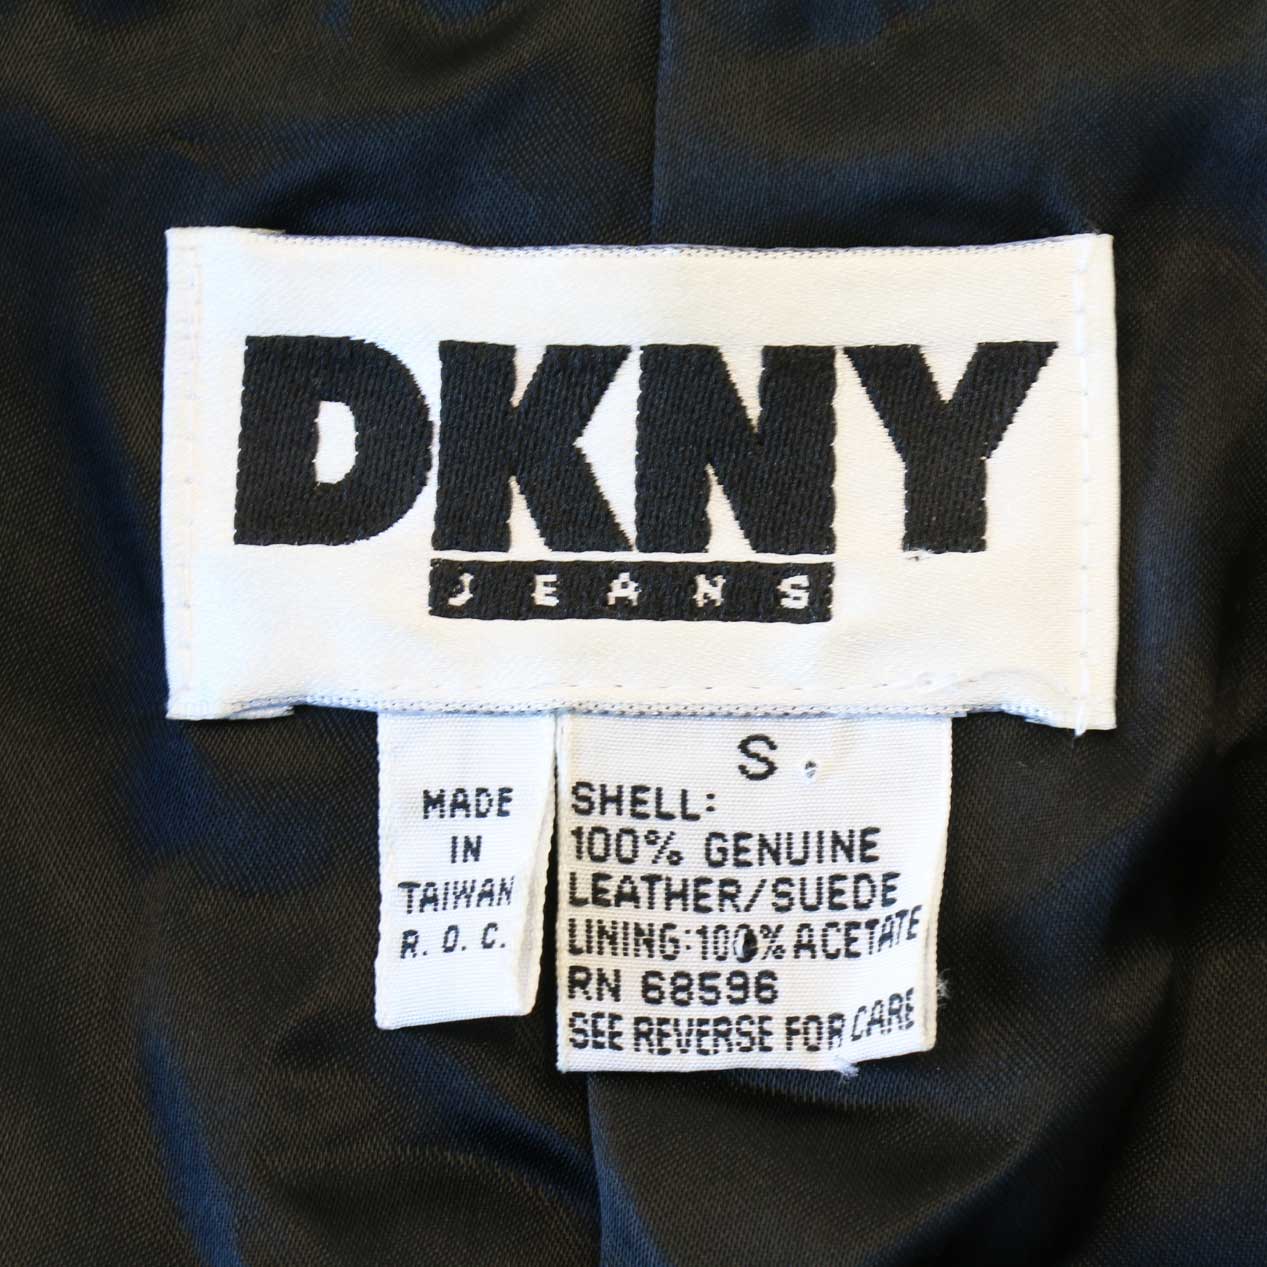 DKNY
JEANS
MADE
IN
TAIWAN
R.O.C.
S
SHELL:
100% GENUINE
LEATHER/SUEDE
LINING:100% ACETATE
RN 68596
SEE REVERSE FOR CARE